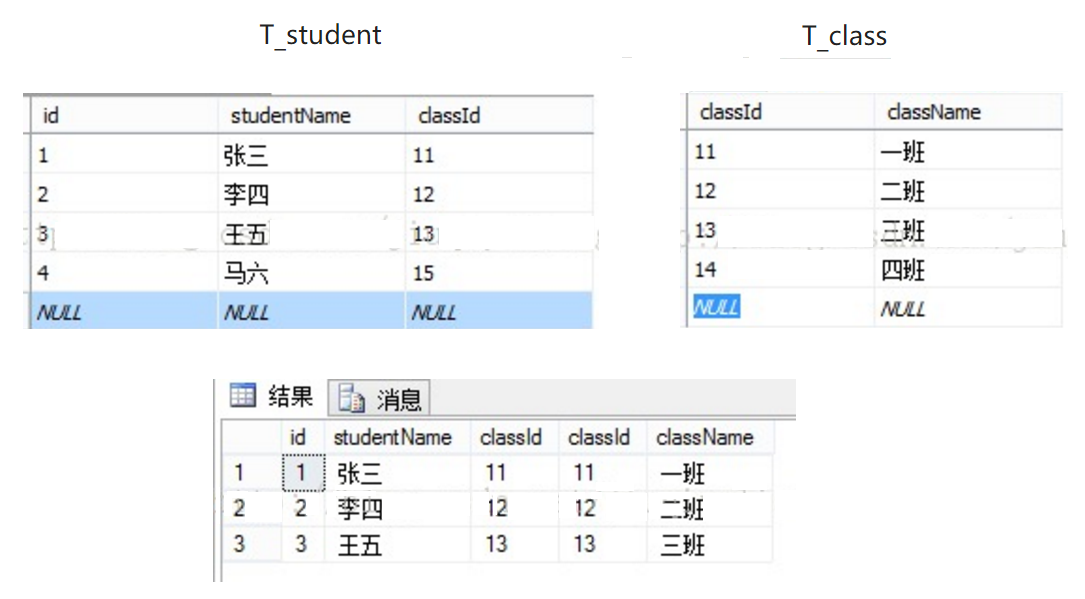 T_student
T_class
id studentName classId
1 张三 11
2 李四 12
3 王五 13
4 马六 15
NULL NULL NULL
classId className
11 一班
12 二班
13 三班
14 四班
NULL NULL
结果 消息
id studentName classId classId className
1 1 张三 11 11 一班
2 2 李四 12 12 二班
3 3 王五 13 13 三班